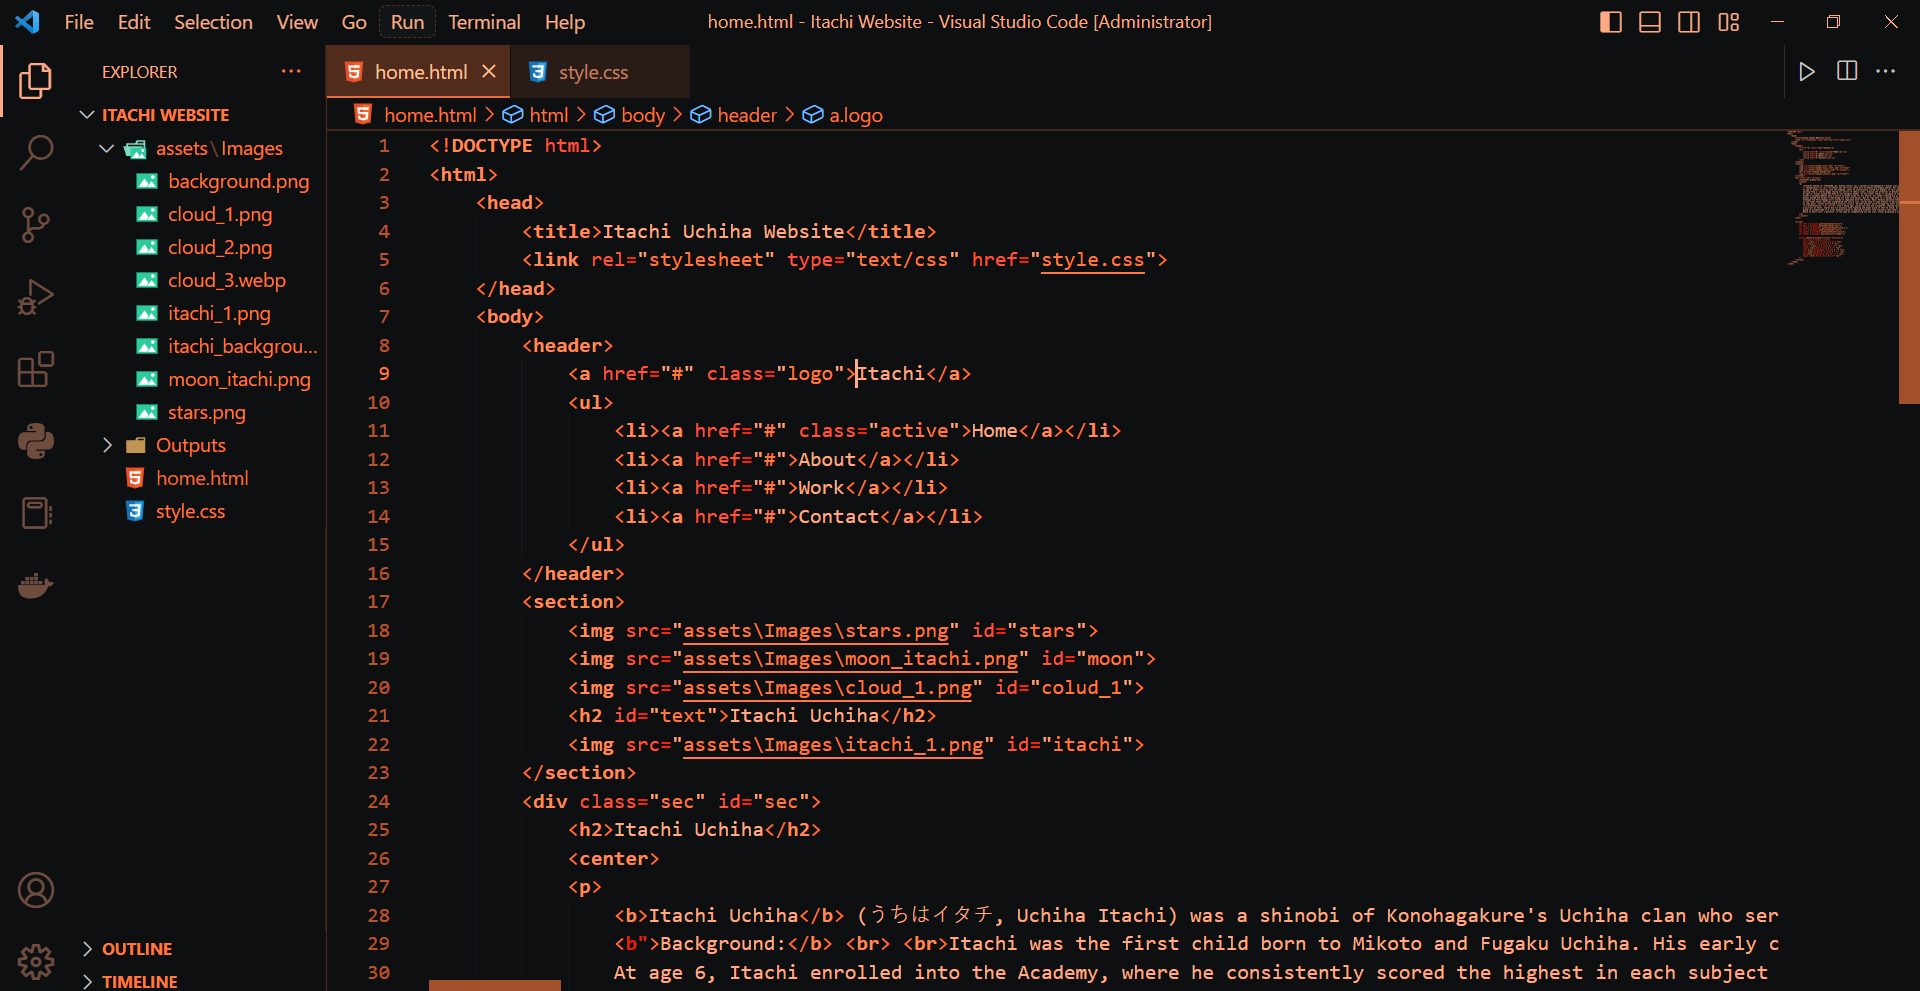 File Edit Selection View Go Run Terminal Help
home.html - Itachi Website - Visual Studio Code [Administrator]
EXPLORER
ITACHI WEBSITE
assets\Images
background.png
cloud_1.png
cloud_2.png
cloud_3.webp
itachi_1.png
itachi_backgrou...
moon_itachi.png
stars.png
Outputs
home.html
style.css
OUTLINE
TIMELINE
home.html style.css
home.html > html > body > header > a.logo
1 <!DOCTYPE html>
2 <html>
3 <head>
4 <title>Itachi Uchiha Website</title>
5 <link rel="stylesheet" type="text/css" href="style.css">
6 </head>
7 <body>
8 <header>
9 <a href="#" class="logo">Itachi</a>
10 <ul>
11 <li><a href="#" class="active">Home</a></li>
12 <li><a href="#">About</a></li>
13 <li><a href="#">Work</a></li>
14 <li><a href="#">Contact</a></li>
15 </ul>
16 </header>
17 <section>
18 <img src="assets\Images\stars.png" id="stars">
19 <img src="assets\Images\moon_itachi.png" id="moon">
20 <img src="assets\Images\cloud_1.png" id="colud_1">
21 <h2 id="text">Itachi Uchiha</h2>
22 <img src="assets\Images\itachi_1.png" id="itachi">
23 </section>
24 <div class="sec" id="sec">
25 <h2>Itachi Uchiha</h2>
26 <center>
27 <p>
28 <b>Itachi Uchiha</b> (うちはイタチ, Uchiha Itachi) was a shinobi of Konohagakure's Uchiha clan who ser
29 <b">Background:</b> <br> <br>Itachi was the first child born to Mikoto and Fugaku Uchiha. His early c
30 At age 6, Itachi enrolled into the Academy, where he consistently scored the highest in each subject